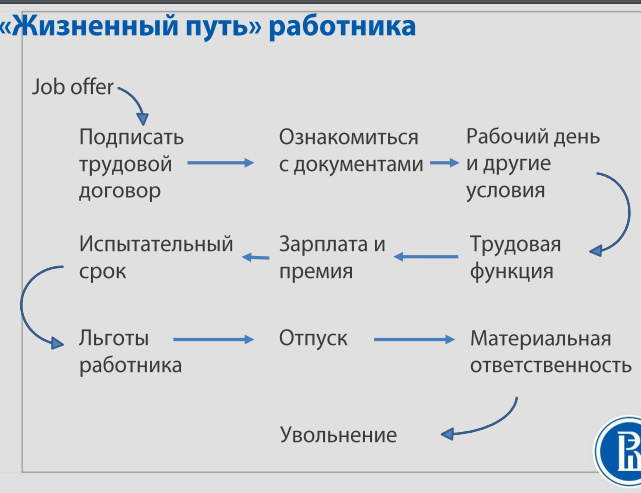 «Жизненный путь» работника
Job offer
Подписать
трудовой
договор
Ознакомиться
с документами
Рабочий день
и другие
условия
Трудовая
функция
Зарплата и
премия
Испытательный
срок
Льготы
работника
Отпуск
Материальная
ответственность
Увольнение